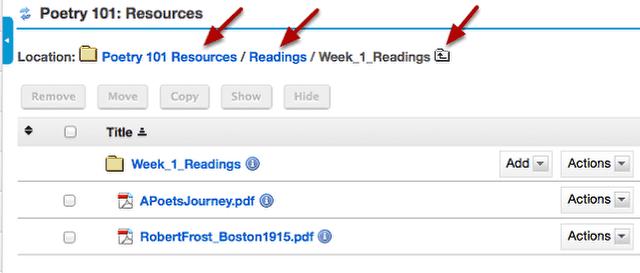 Poetry 101: Resources
Location: Poetry 101 Resources / Readings / Week_1_Readings
Remove Move Copy Show Hide
Title
Week_1_Readings Add Actions
APoetsJourney.pdf Actions
RobertFrost_Boston1915.pdf Actions